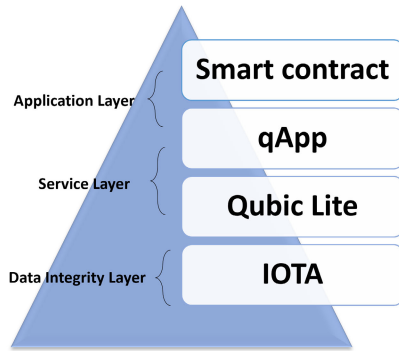 Smart contract
Application Layer
qApp
Service Layer
Qubic Lite
Data Integrity Layer
IOTA